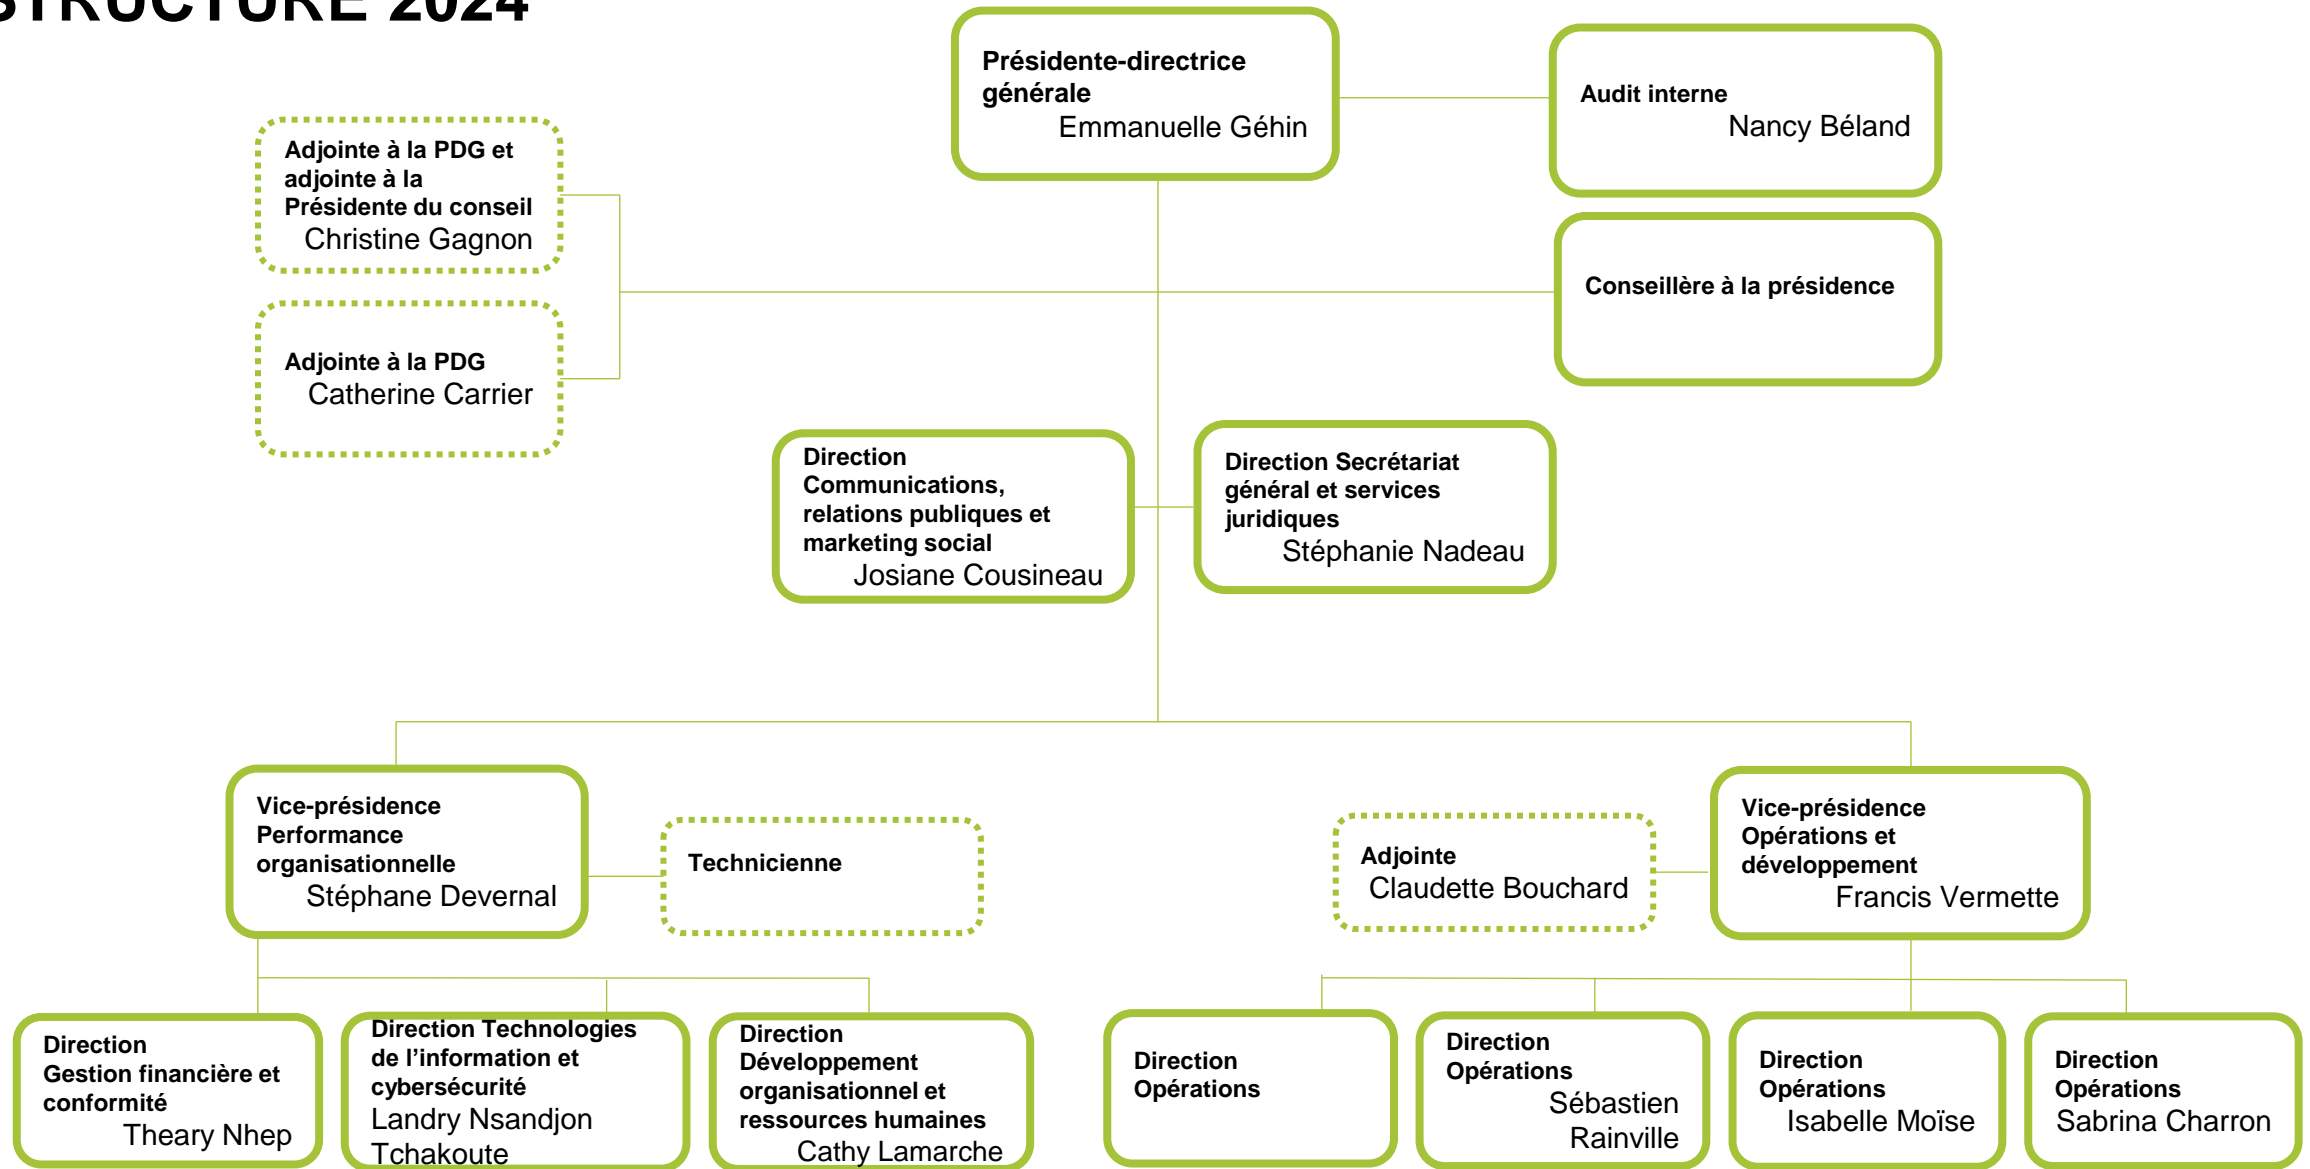 STRUCTURE 2024
Présidente-directrice
générale
Emmanuelle Géhin
Audit interne
Nancy Béland
Adjointe à la PDG et
adjointe à la
Présidente du conseil
Christine Gagnon
Conseillère à la présidence
Adjointe à la PDG
Catherine Carrier
Direction
Communications,
relations publiques et
marketing social
Josiane Cousineau
Direction Secrétariat
général et services
juridiques
Stéphanie Nadeau
Vice-présidence
Performance
organisationnelle
Stéphane Devernal
Technicienne
Adjointe
Claudette Bouchard
Vice-présidence
Opérations et
développement
Francis Vermette
Direction
Gestion financière et
conformité
Theary Nhep
Direction Technologies
de l’information et
cybersécurité
Landry Nsandjon
Tchakoute
Direction
Développement
organisationnel et
ressources humaines
Cathy Lamarche
Direction
Opérations
Direction
Opérations
Sébastien
Rainville
Direction
Opérations
Isabelle Moïse
Direction
Opérations
Sabrina Charron